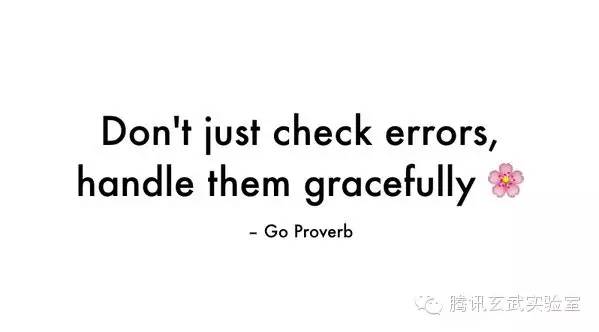 Don't just check errors,
handle them gracefully 🌸
– Go Proverb
腾讯玄武实验室